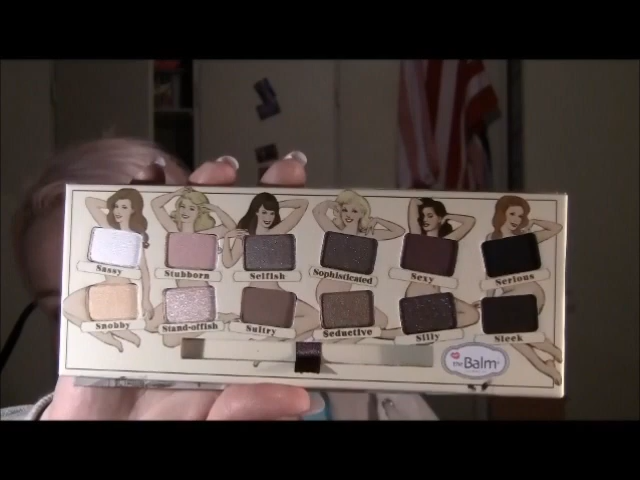 Sassy Stubborn Selfish Sophisticated Sexy Serious
Snobby Stand-offish Sultry Seductive Silly Sleek
the Balm